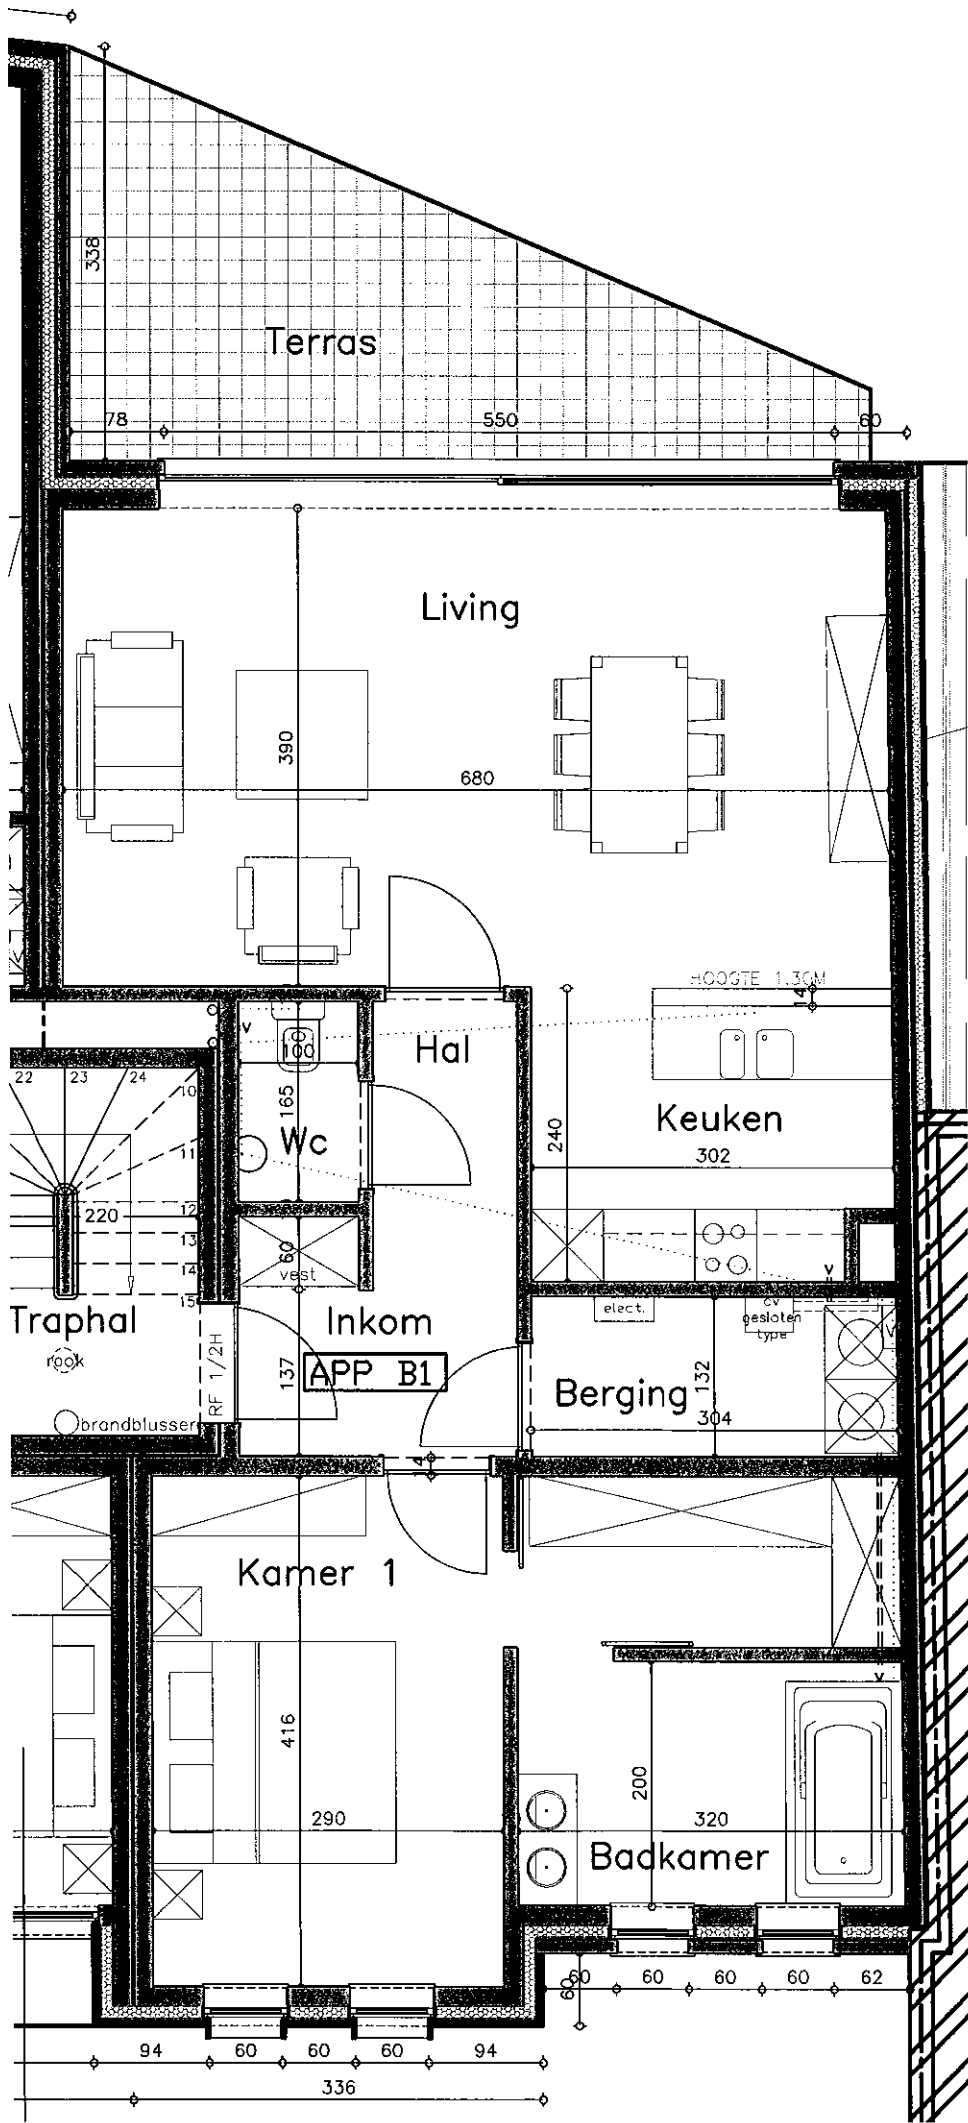 338
Terras
78
550
60
Living
390
680
HOOGTE 1.30M
14
v
Hal
100
165
Wc
Keuken
240
302
22
23
24
10
11
12
13
14
15
220
60
vest
Traphal
rook
brandblusser
RF 1/2H
Inkom
APP B1
137
elect.
cv
gesloten
type
v
V
Berging
132
304
14
Kamer 1
416
290
v
200
320
Badkamer
60
60
60
60
62
60
94
60
60
60
94
336